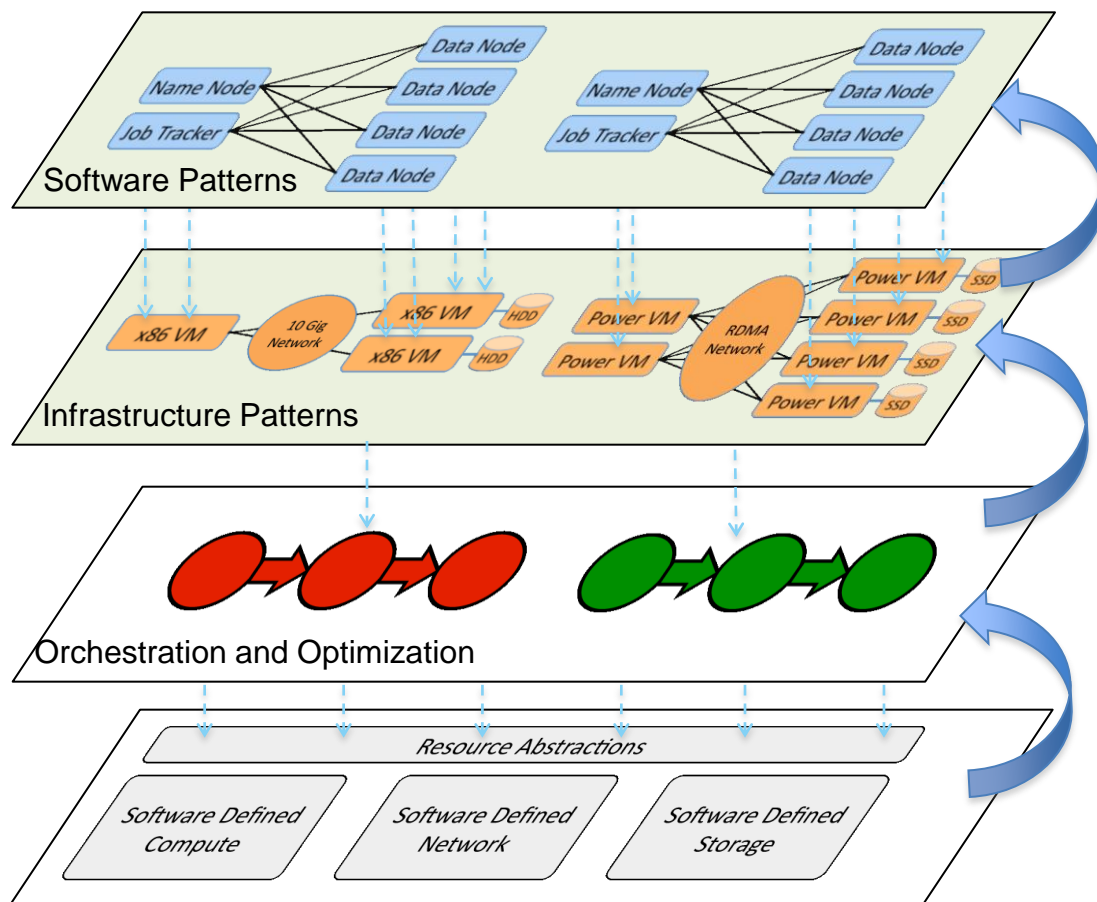 Data Node
Data Node
Name Node
Data Node
Name Node
Data Node
Job Tracker
Data Node
Job Tracker
Data Node
Data Node
Data Node
Software Patterns
Power VM
SSD
x86 VM
HDD
10 Gig
Network
Power VM
RDMA
Network
Power VM
SSD
x86 VM
x86 VM
HDD
Power VM
Power VM
SSD
Power VM
SSD
Infrastructure Patterns
Orchestration and Optimization
Resource Abstractions
Software Defined
Compute
Software Defined
Network
Software Defined
Storage